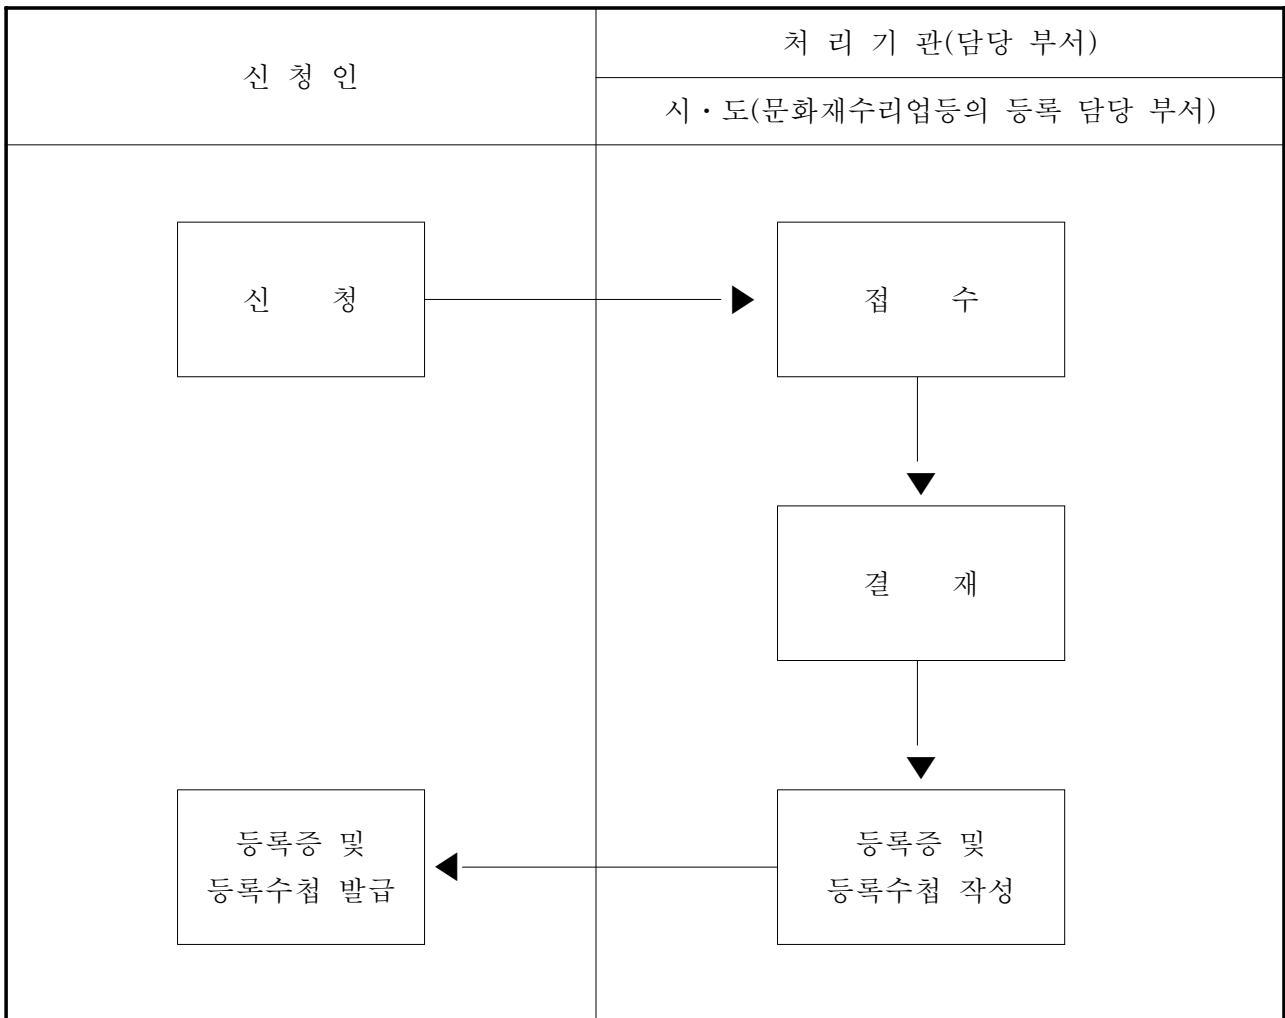 신 청 인
처 리 기 관(담당 부서)
시・도(문화재수리업등의 등록 담당 부서)
신 청
접 수
결 재
등록증 및
등록수첩 발급
등록증 및
등록수첩 작성